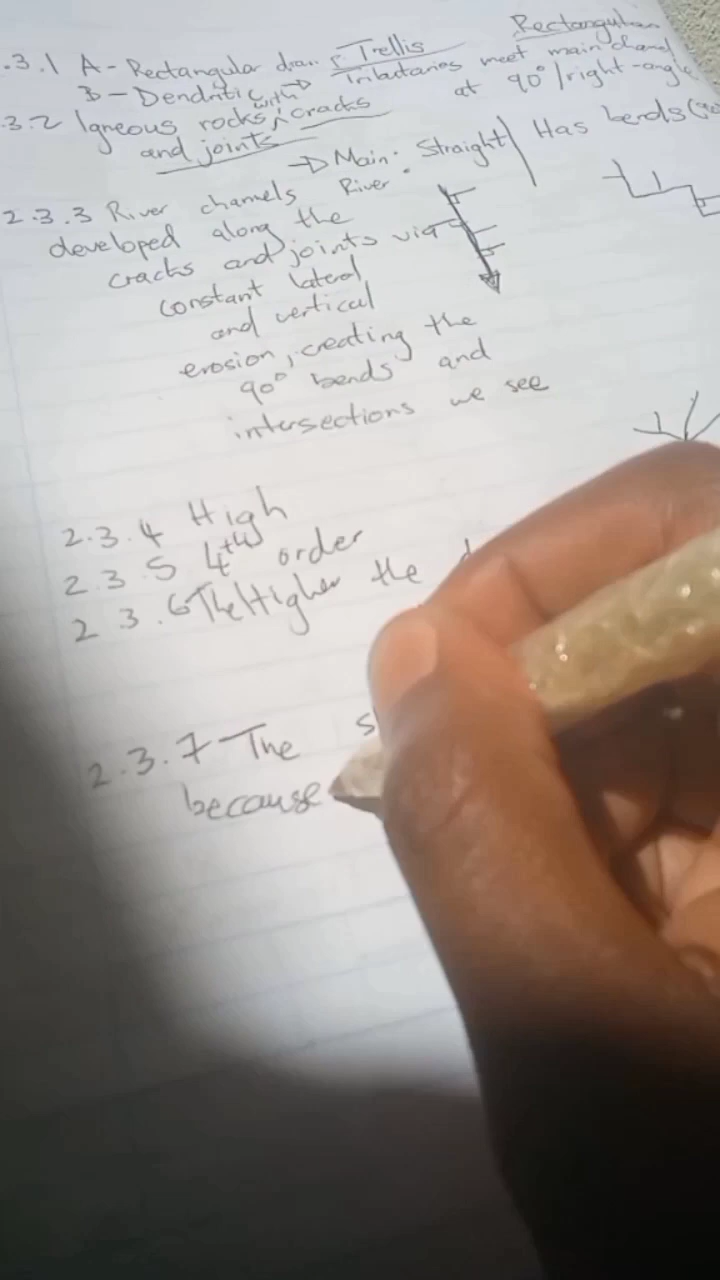 .3.1 A - Rectangular Trellis Rectangular
B - Dendritic Tributaries meet main channel
at 90°/right-angle
.3.2 Igneous rocks with cracks
and joints
Main River: Straight Has bends
2.3.3 River channels
developed along the
cracks and joints via
constant lateral
and vertical
erosion, creating the
90° bends and
intersections we see
2.3.4 High
2.3.5 4th order
2.3.6 The Higher the
2.3.7 The
because